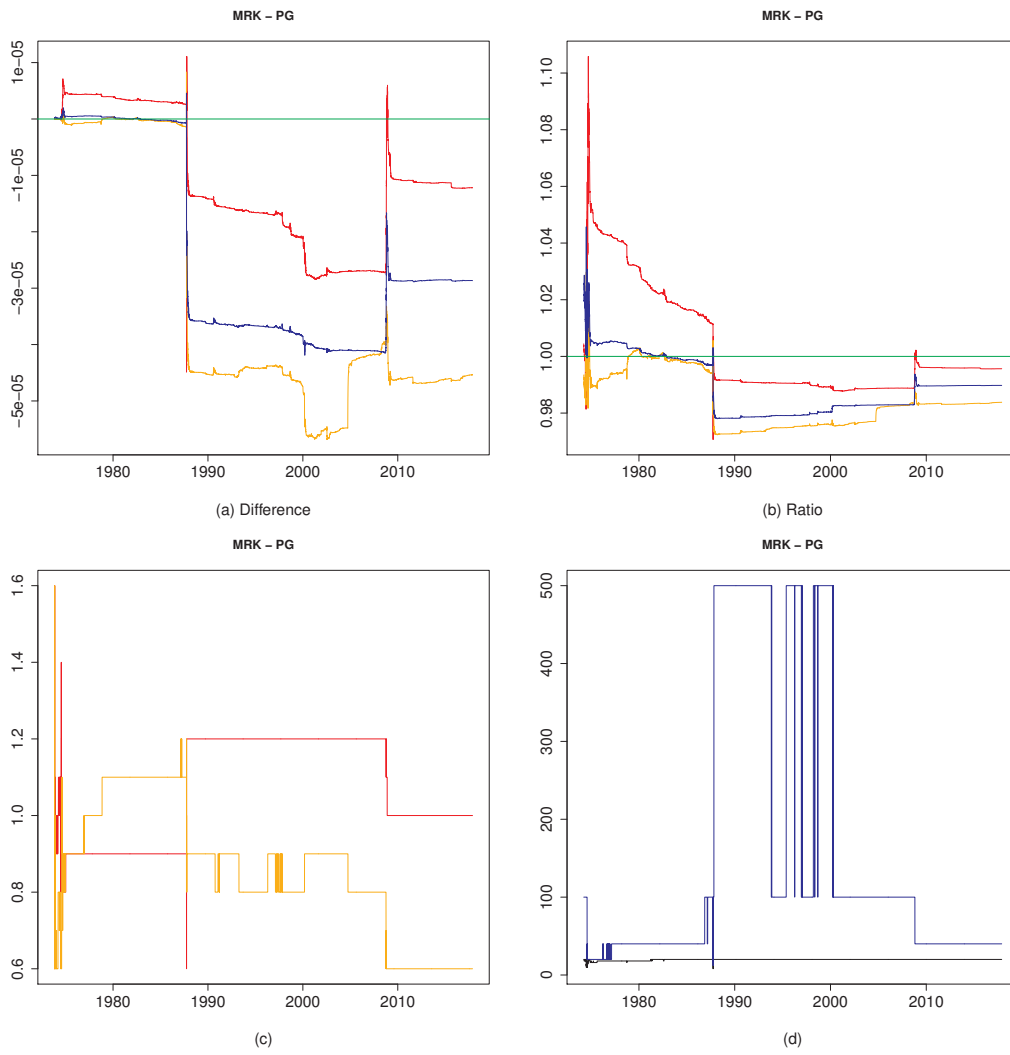 MRK − PG
1e−05
−1e−05
−3e−05
−5e−05
1980
1990
2000
2010
(a) Difference
MRK − PG
1.10
1.08
1.06
1.04
1.02
1.00
0.98
1980
1990
2000
2010
(b) Ratio
MRK − PG
1.6
1.4
1.2
1.0
0.8
0.6
1980
1990
2000
2010
(c)
MRK − PG
500
400
300
200
100
0
1980
1990
2000
2010
(d)